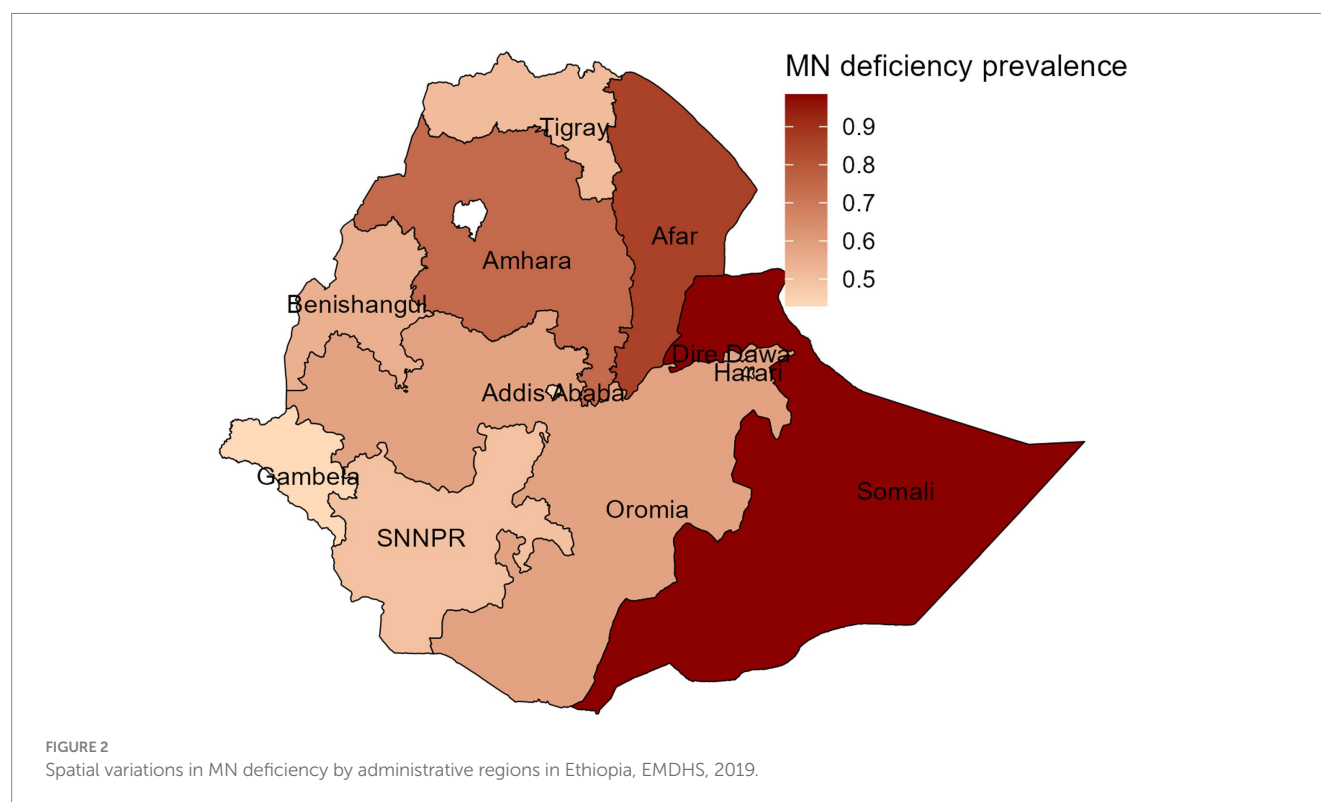 MN deficiency prevalence
0.9
0.8
0.7
0.6
0.5
Tigray
Afar
Amhara
Benishangul
Dire Dawa
Harari
Addis Ababa
Gambela
Somali
Oromia
SNNPR
FIGURE 2
Spatial variations in MN deficiency by administrative regions in Ethiopia, EMDHS, 2019.